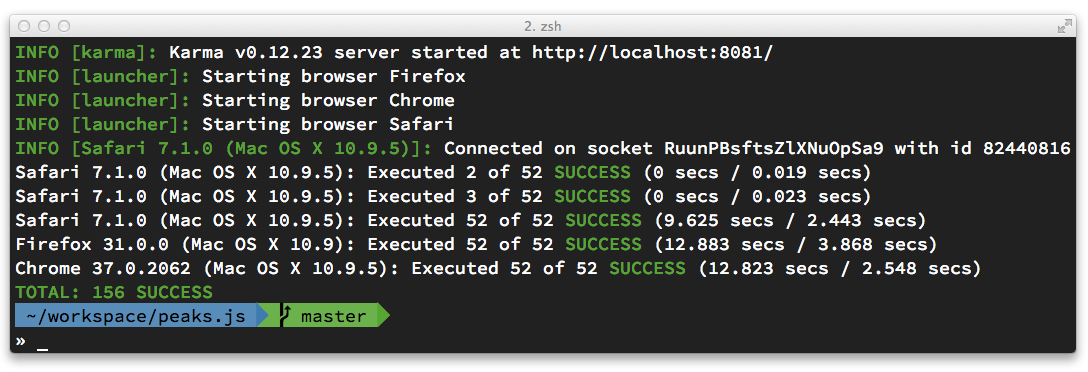 2. zsh
INFO [karma]: Karma v0.12.23 server started at http://localhost:8081/
INFO [launcher]: Starting browser Firefox
INFO [launcher]: Starting browser Chrome
INFO [launcher]: Starting browser Safari
INFO [Safari 7.1.0 (Mac OS X 10.9.5)]: Connected on socket RuunPBsftsZlXNuOpSa9 with id 82440816
Safari 7.1.0 (Mac OS X 10.9.5): Executed 2 of 52 SUCCESS (0 secs / 0.019 secs)
Safari 7.1.0 (Mac OS X 10.9.5): Executed 3 of 52 SUCCESS (0 secs / 0.023 secs)
Safari 7.1.0 (Mac OS X 10.9.5): Executed 52 of 52 SUCCESS (9.625 secs / 2.443 secs)
Firefox 31.0.0 (Mac OS X 10.9): Executed 52 of 52 SUCCESS (12.883 secs / 3.868 secs)
Chrome 37.0.2062 (Mac OS X 10.9.5): Executed 52 of 52 SUCCESS (12.823 secs / 2.548 secs)
TOTAL: 156 SUCCESS
~/workspace/peaks.js master
» _